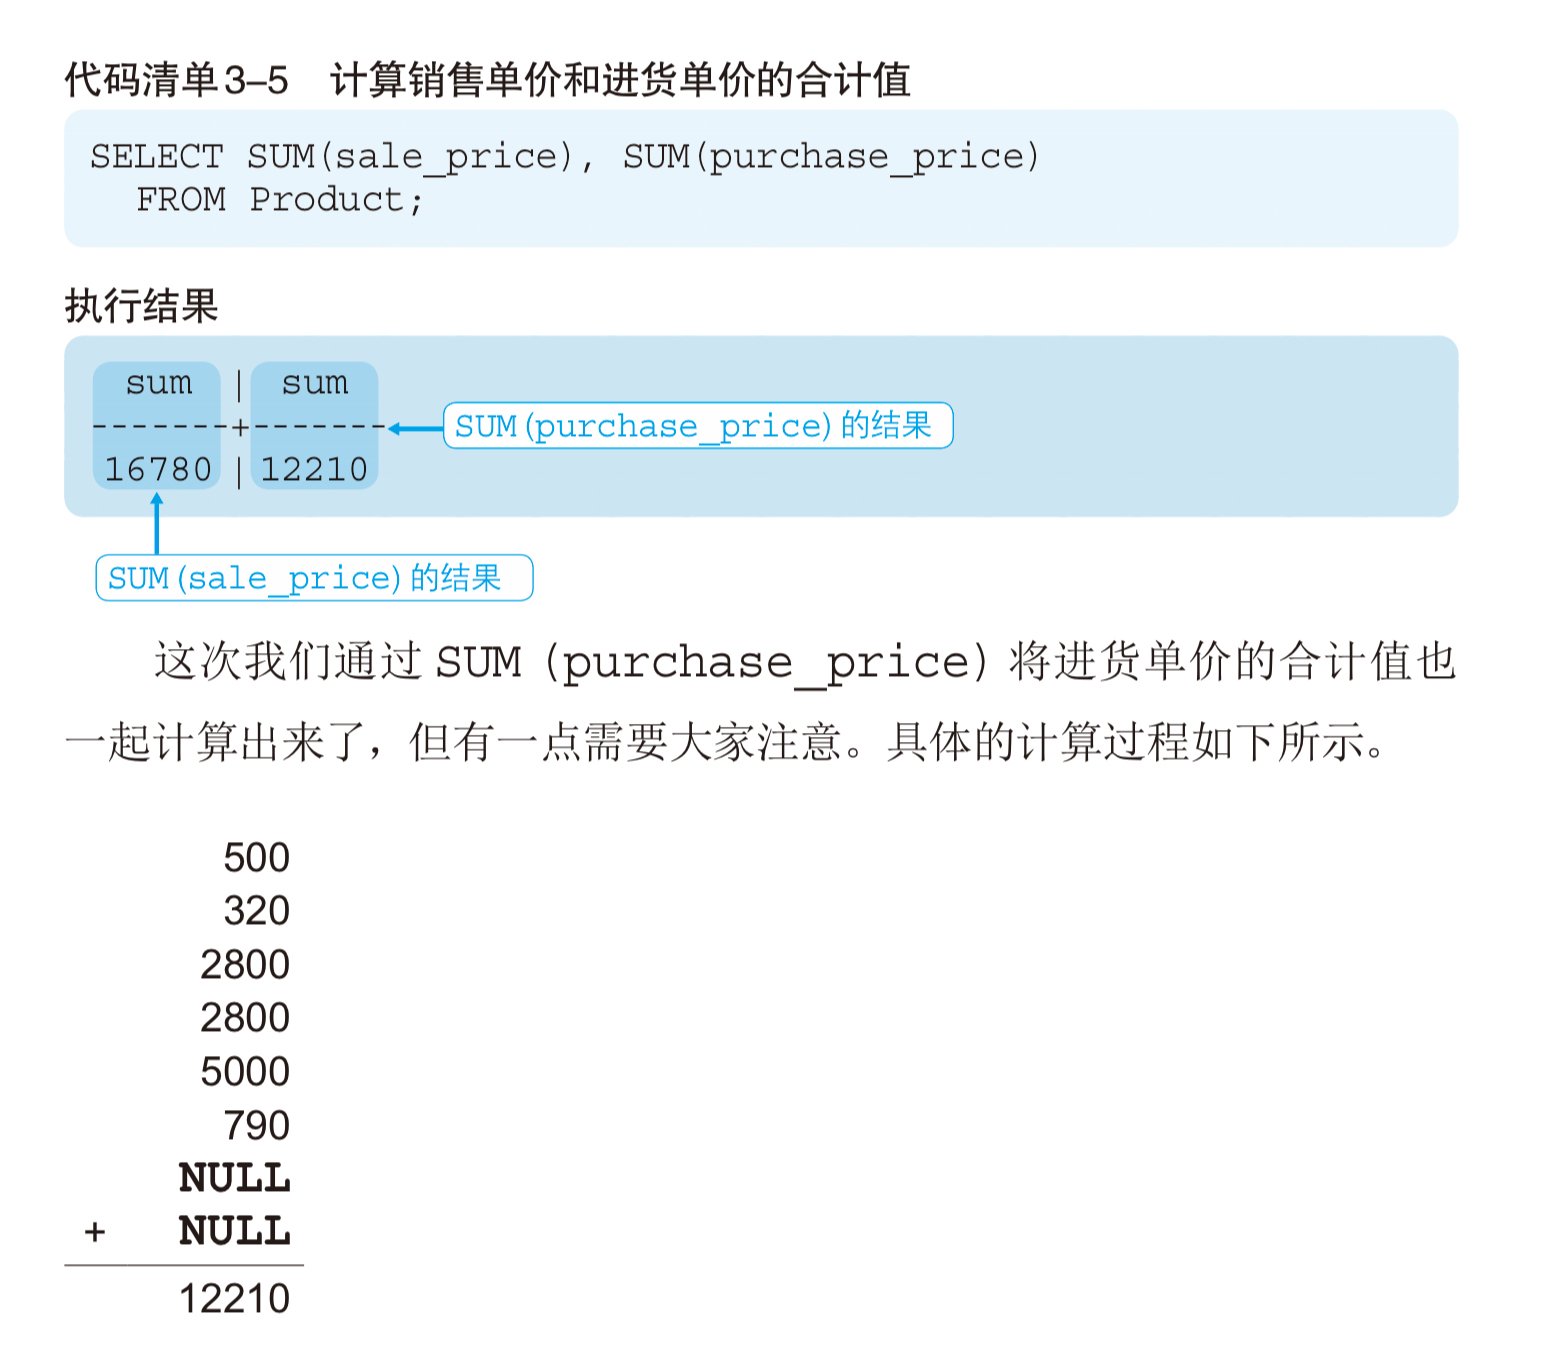 代码清单3–5 计算销售单价和进货单价的合计值
SELECT SUM(sale_price), SUM(purchase_price)
  FROM Product;
执行结果
sum | sum
-------+-------
16780 | 12210
SUM(purchase_price)的结果
SUM(sale_price)的结果
这次我们通过 SUM (purchase_price) 将进货单价的合计值也
一起计算出来了，但有一点需要大家注意。具体的计算过程如下所示。
500
320
2800
2800
5000
790
NULL
+ NULL
12210